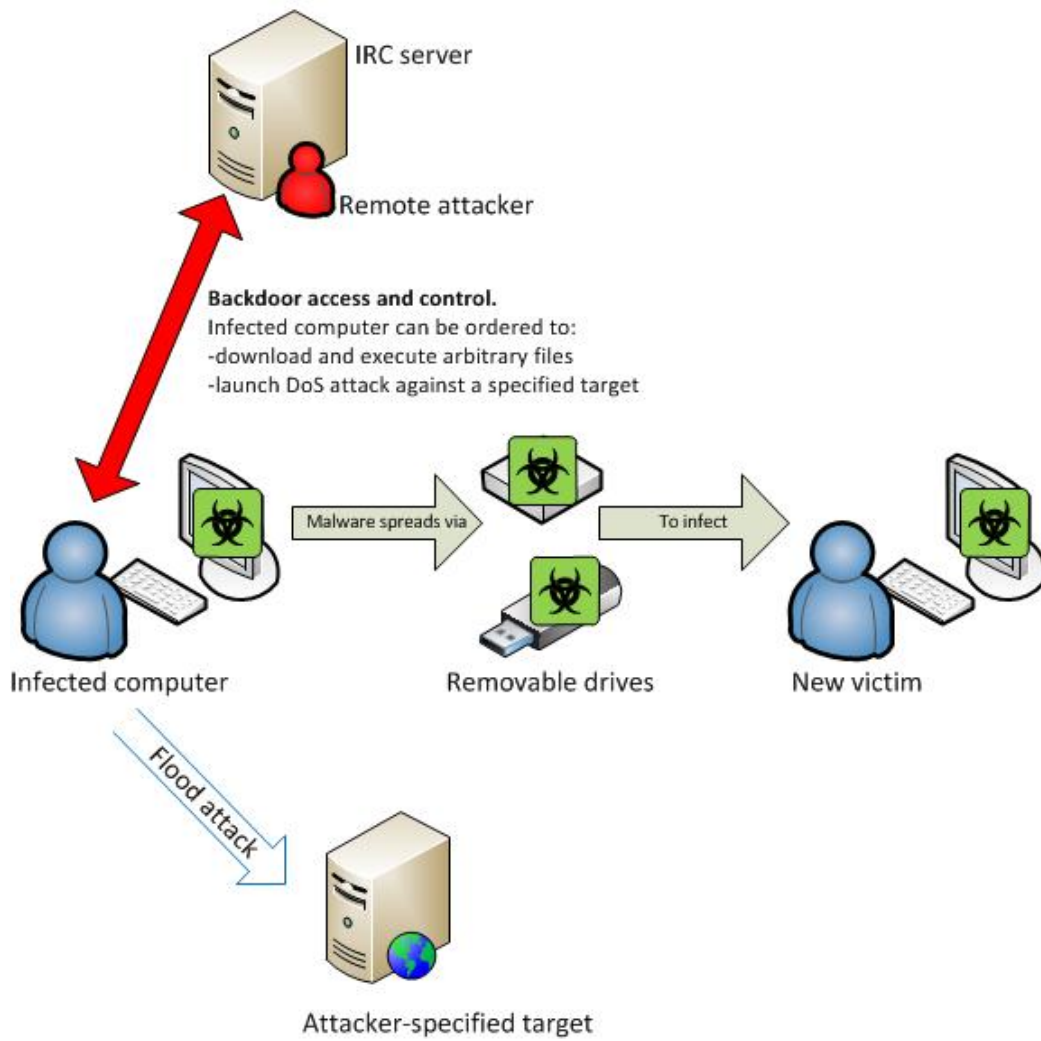 IRC server
Remote attacker
Backdoor access and control.
Infected computer can be ordered to:
-download and execute arbitrary files
-launch DoS attack against a specified target
Malware spreads via
To infect
Infected computer
Removable drives
New victim
Flood attack
Attacker-specified target